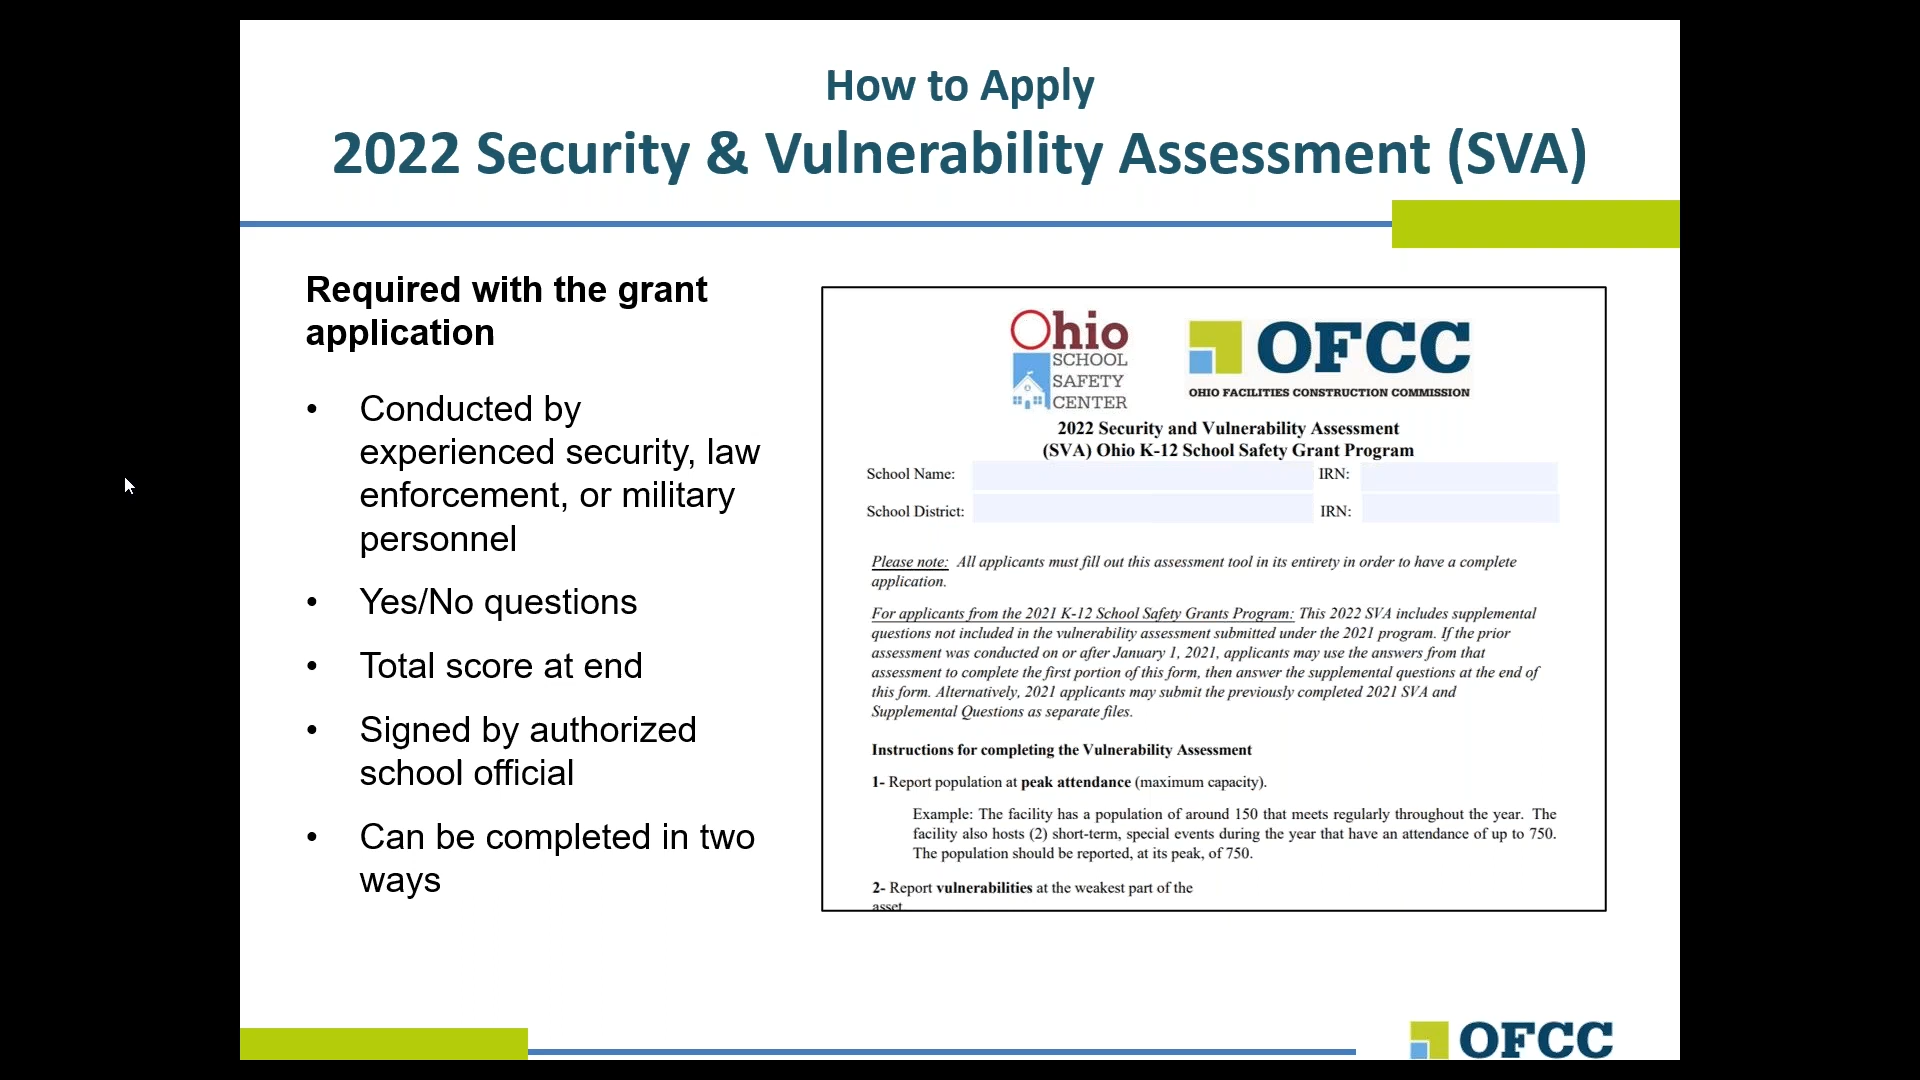 How to Apply
2022 Security & Vulnerability Assessment (SVA)
Required with the grant
application
• Conducted by
experienced security, law
enforcement, or military
personnel
• Yes/No questions
• Total score at end
• Signed by authorized
school official
• Can be completed in two
ways
Ohio
SCHOOL
SAFETY
CENTER
OFCC
OHIO FACILITIES CONSTRUCTION COMMISSION
2022 Security and Vulnerability Assessment
(SVA) Ohio K-12 School Safety Grant Program
School Name: IRN:
School District: IRN:
Please note: All applicants must fill out this assessment tool in its entirety in order to have a complete
application.
For applicants from the 2021 K-12 School Safety Grants Program: This 2022 SVA includes supplemental
questions not included in the vulnerability assessment submitted under the 2021 program. If the prior
assessment was conducted on or after January 1, 2021, applicants may use the answers from that
assessment to complete the first portion of this form, then answer the supplemental questions at the end of
this form. Alternatively, 2021 applicants may submit the previously completed 2021 SVA and
Supplemental Questions as separate files.
Instructions for completing the Vulnerability Assessment
1- Report population at peak attendance (maximum capacity).
Example: The facility has a population of around 150 that meets regularly throughout the year. The
facility also hosts (2) short-term, special events during the year that have an attendance of up to 750.
The population should be reported, at its peak, of 750.
2- Report vulnerabilities at the weakest part of the
asset
OFCC